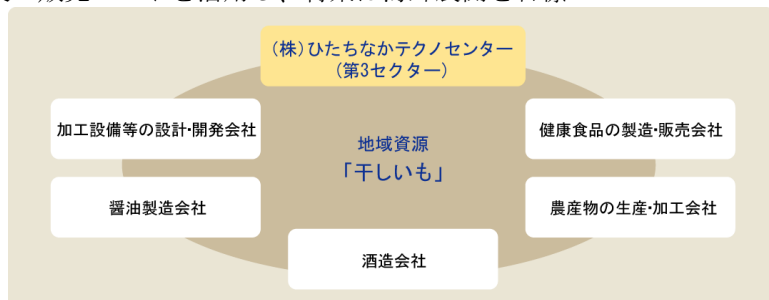 (株)ひたちなかテクノセンター
(第3セクター)
加工設備等の設計・開発会社
健康食品の製造・販売会社
地域資源
「干しいも」
醤油製造会社
農産物の生産・加工会社
酒造会社